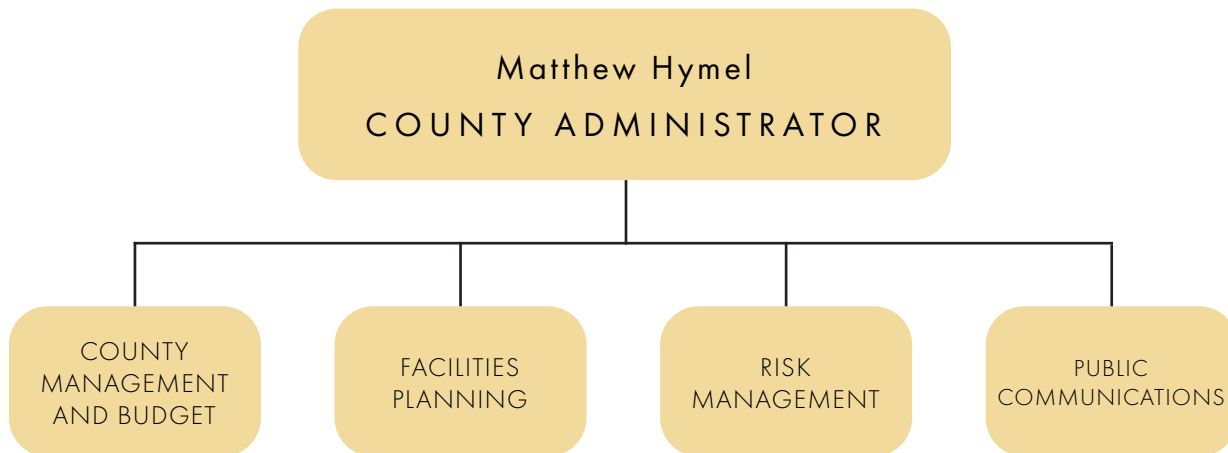 Matthew Hymel
COUNTY ADMINISTRATOR
COUNTY
MANAGEMENT
AND BUDGET
FACILITIES
PLANNING
RISK
MANAGEMENT
PUBLIC
COMMUNICATIONS